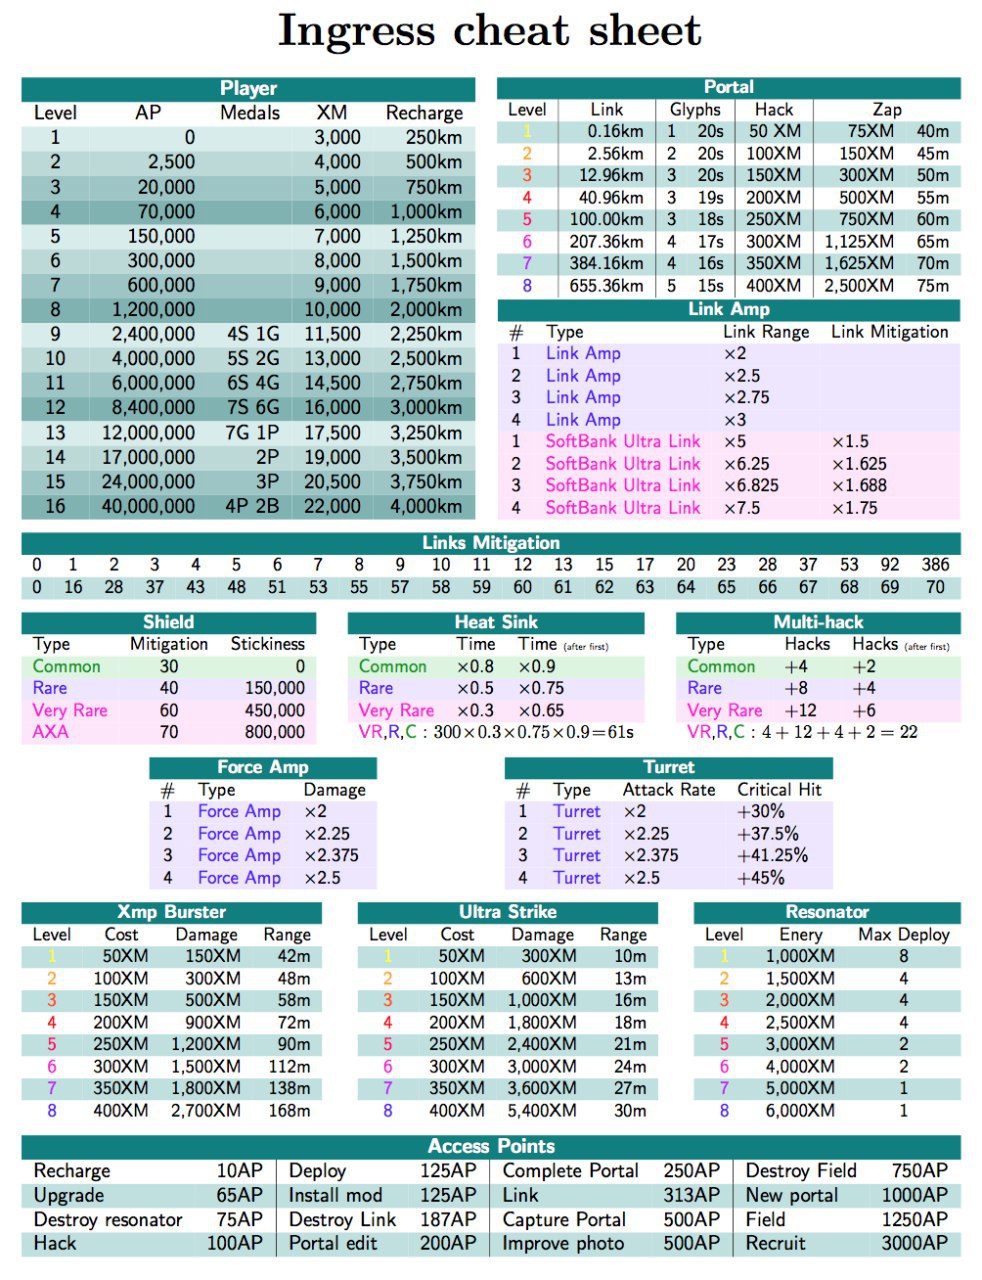 Ingress cheat sheet
Player
Level AP Medals XM Recharge
1 0 3,000 250km
2 2,500 4,000 500km
3 20,000 5,000 750km
4 70,000 6,000 1,000km
5 150,000 7,000 1,250km
6 300,000 8,000 1,500km
7 600,000 9,000 1,750km
8 1,200,000 10,000 2,000km
9 2,400,000 4S 1G 11,500 2,250km
10 4,000,000 5S 2G 13,000 2,500km
11 6,000,000 6S 4G 14,500 2,750km
12 8,400,000 7S 6G 16,000 3,000km
13 12,000,000 7G 1P 17,500 3,250km
14 17,000,000 2P 19,000 3,500km
15 24,000,000 3P 20,500 3,750km
16 40,000,000 4P 2B 22,000 4,000km
Portal
Level Link Glyphs Hack Zap
1 0.16km 1 20s 50 XM 75XM 40m
2 2.56km 2 20s 100XM 150XM 45m
3 12.96km 3 20s 150XM 300XM 50m
4 40.96km 3 19s 200XM 500XM 55m
5 100.00km 3 18s 250XM 750XM 60m
6 207.36km 4 17s 300XM 1,125XM 65m
7 384.16km 4 16s 350XM 1,625XM 70m
8 655.36km 5 15s 400XM 2,500XM 75m
Link Amp
# Type Link Range Link Mitigation
1 Link Amp ×2
2 Link Amp ×2.5
3 Link Amp ×2.75
4 Link Amp ×3
1 SoftBank Ultra Link ×5 ×1.5
2 SoftBank Ultra Link ×6.25 ×1.625
3 SoftBank Ultra Link ×6.825 ×1.688
4 SoftBank Ultra Link ×7.5 ×1.75
Links Mitigation
0 1 2 3 4 5 6 7 8 9 10 11 12 13 15 17 20 23 28 37 53 92 386
0 16 28 37 43 48 51 53 55 57 58 59 60 61 62 63 64 65 66 67 68 69 70
Shield
Type Mitigation Stickiness
Common 30 0
Rare 40 150,000
Very Rare 60 450,000
AXA 70 800,000
Heat Sink
Type Time Time (after first)
Common ×0.8 ×0.9
Rare ×0.5 ×0.75
Very Rare ×0.3 ×0.65
VR,R,C : 300×0.3×0.75×0.9=61s
Multi-hack
Type Hacks Hacks (after first)
Common +4 +2
Rare +8 +4
Very Rare +12 +6
VR,R,C : 4 + 12 + 4 + 2 = 22
Force Amp
# Type Damage
1 Force Amp ×2
2 Force Amp ×2.25
3 Force Amp ×2.375
4 Force Amp ×2.5
Turret
# Type Attack Rate Critical Hit
1 Turret ×2 +30%
2 Turret ×2.25 +37.5%
3 Turret ×2.375 +41.25%
4 Turret ×2.5 +45%
Xmp Burster
Level Cost Damage Range
1 50XM 150XM 42m
2 100XM 300XM 48m
3 150XM 500XM 58m
4 200XM 900XM 72m
5 250XM 1,200XM 90m
6 300XM 1,500XM 112m
7 350XM 1,800XM 138m
8 400XM 2,700XM 168m
Ultra Strike
Level Cost Damage Range
1 50XM 300XM 10m
2 100XM 600XM 13m
3 150XM 1,000XM 16m
4 200XM 1,800XM 18m
5 250XM 2,400XM 21m
6 300XM 3,000XM 24m
7 350XM 3,600XM 27m
8 400XM 5,400XM 30m
Resonator
Level Enery Max Deploy
1 1,000XM 8
2 1,500XM 4
3 2,000XM 4
4 2,500XM 4
5 3,000XM 2
6 4,000XM 2
7 5,000XM 1
8 6,000XM 1
Access Points
Recharge 10AP Deploy 125AP Complete Portal 250AP Destroy Field 750AP
Upgrade 65AP Install mod 125AP Link 313AP New portal 1000AP
Destroy resonator 75AP Destroy Link 187AP Capture Portal 500AP Field 1250AP
Hack 100AP Portal edit 200AP Improve photo 500AP Recruit 3000AP